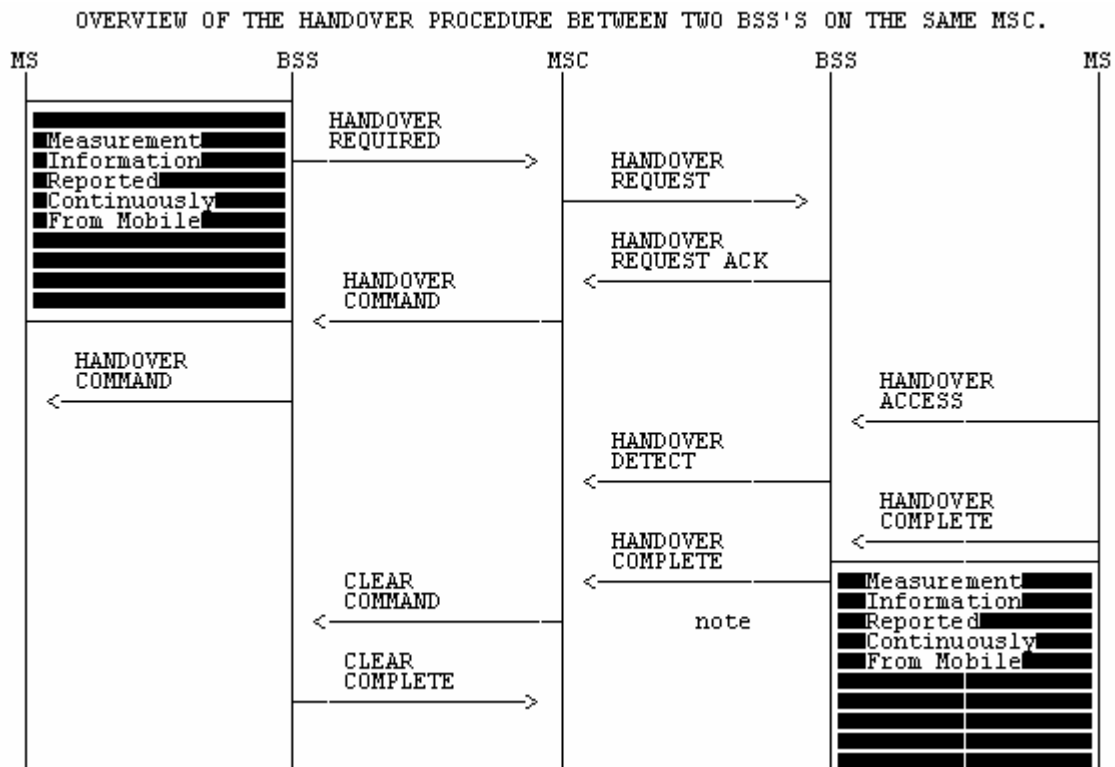 OVERVIEW OF THE HANDOVER PROCEDURE BETWEEN TWO BSS'S ON THE SAME MSC.
MS BSS MSC BSS MS
Measurement
Information
Reported
Continuously
From Mobile
HANDOVER
REQUIRED
HANDOVER
REQUEST
HANDOVER
REQUEST ACK
HANDOVER
COMMAND
HANDOVER
COMMAND
HANDOVER
ACCESS
HANDOVER
DETECT
HANDOVER
COMPLETE
HANDOVER
COMPLETE
CLEAR
COMMAND
note
Measurement
Information
Reported
Continuously
From Mobile
CLEAR
COMPLETE